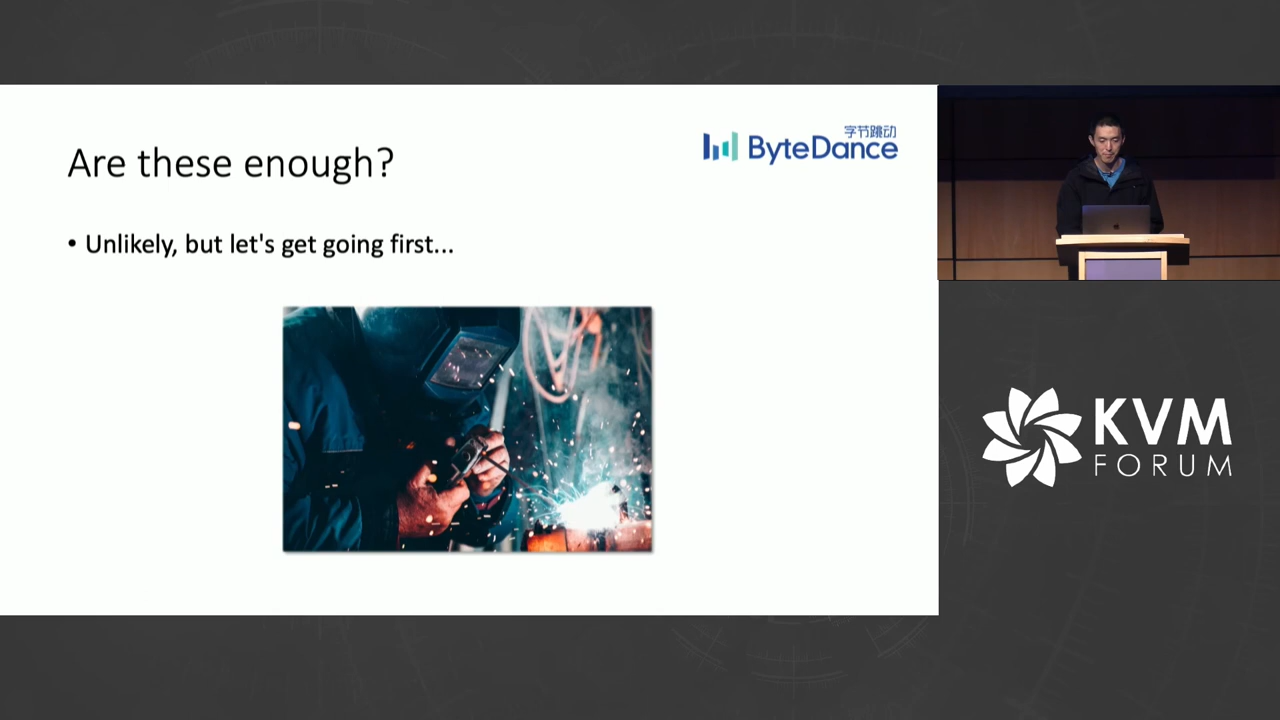 Are these enough?
字节跳动
ByteDance
• Unlikely, but let's get going first...
KVM
FORUM